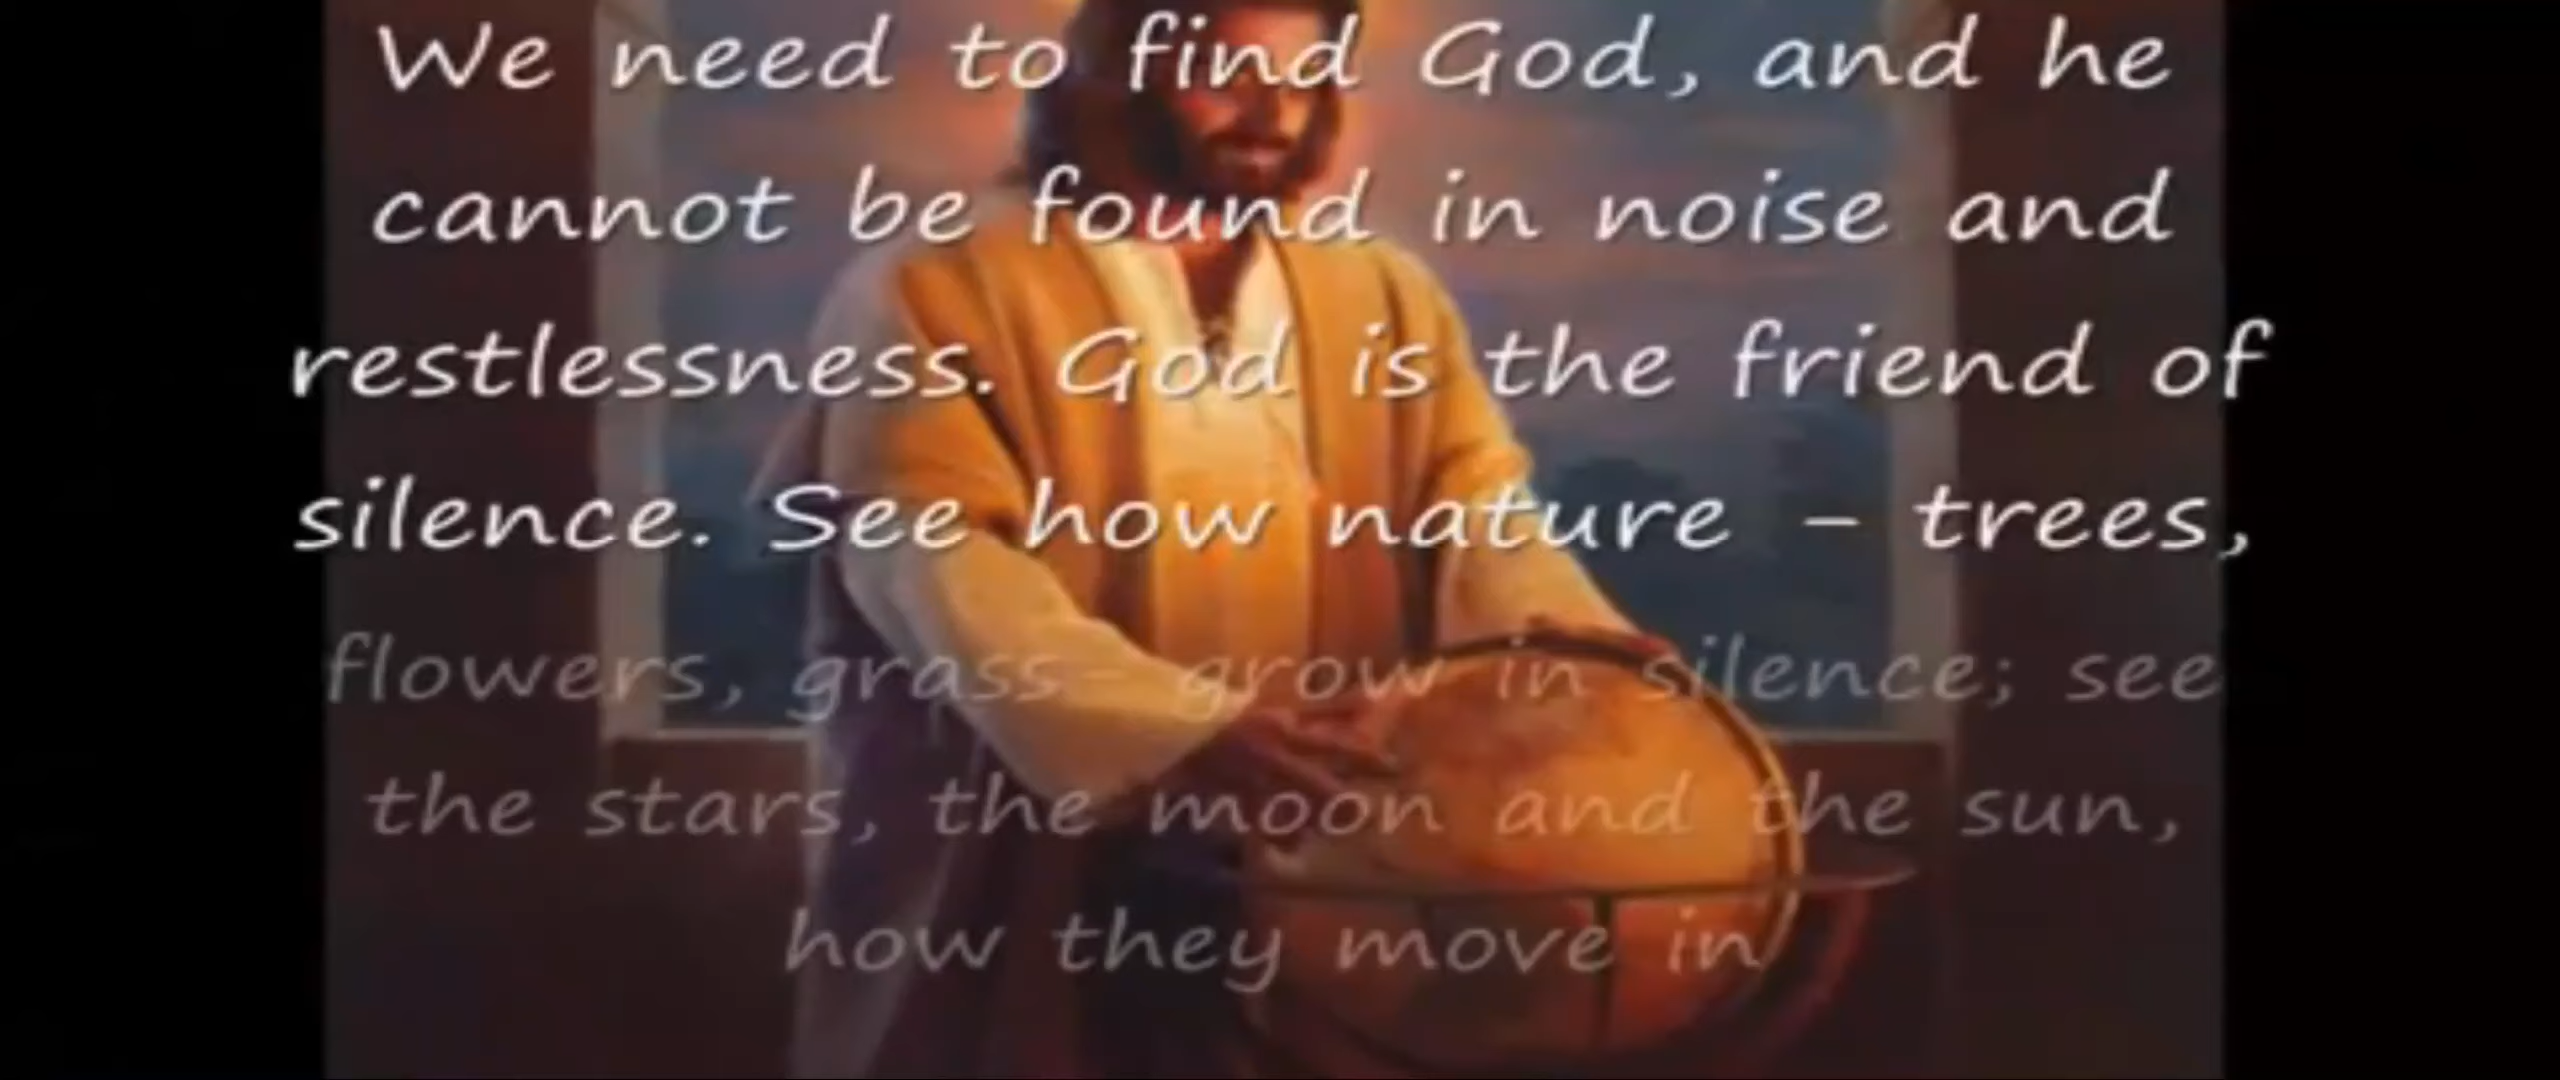 We need to find God, and he
cannot be found in noise and
restlessness. God is the friend of
silence. See how nature – trees,
flowers, grass– grow in silence; see
the stars, the moon and the sun,
how they move in